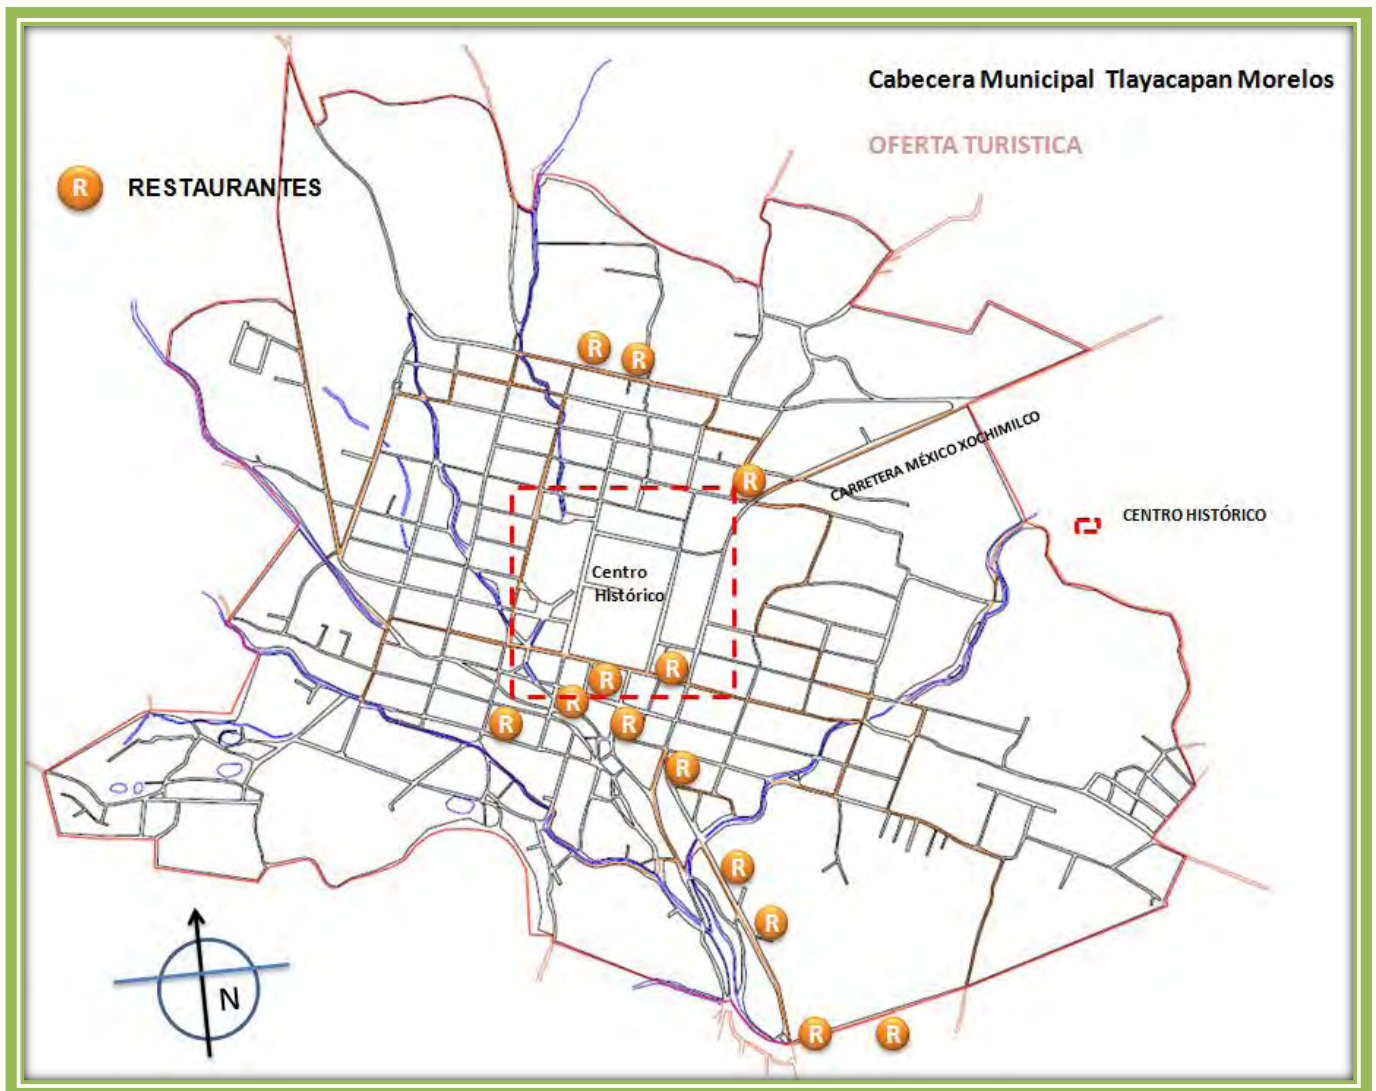 Cabecera Municipal Tlayacapan Morelos
OFERTA TURISTICA
R RESTAURANTES
R
R
R
CARRETERA MÉXICO XOCHIMILCO
CENTRO HISTÓRICO
Centro
Histórico
R
R
R
R
R
R
R
R
R
R
N